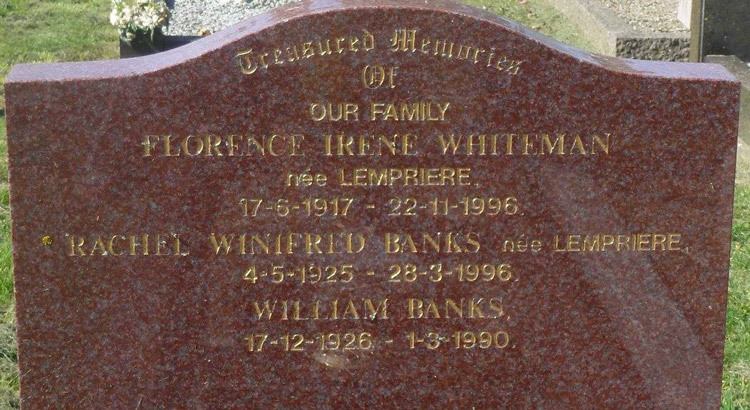 Treasured Memories
Of
OUR FAMILY
FLORENCE IRENE WHITEMAN
née LEMPRIERE.
17-6-1917 - 22-11-1996.
RACHEL WINIFRED BANKS née LEMPRIERE.
4-5-1925 - 28-3-1996.
WILLIAM BANKS.
17-12-1926 - 1-3-1990.